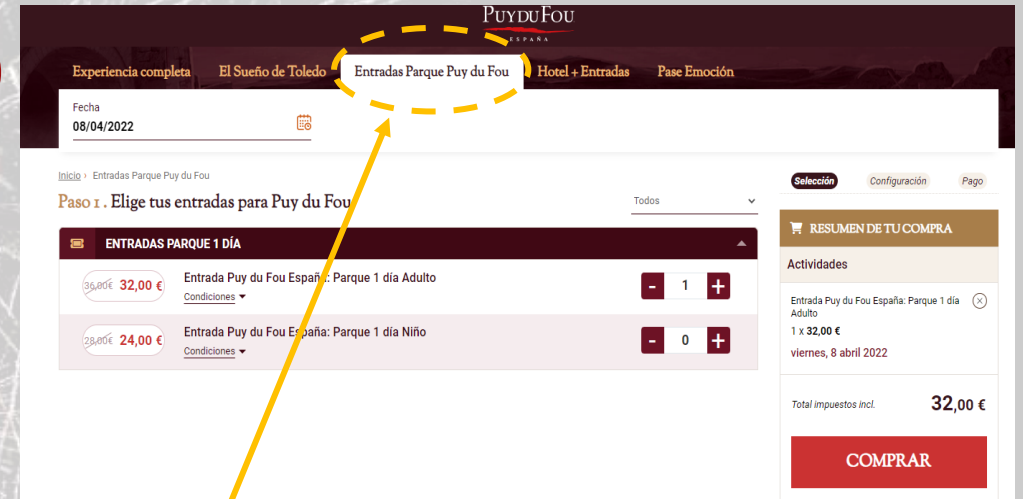 PUYDUFOU
ESPAÑA
Experiencia completa El Sueño de Toledo Entradas Parque Puy du Fou Hotel + Entradas Pase Emoción
Fecha
08/04/2022
Inicio › Entradas Parque Puy du Fou
Selección Configuración Pago
Paso 1 . Elige tus entradas para Puy du Fou
Todos
RESUMEN DE TU COMPRA
ENTRADAS PARQUE 1 DÍA
Actividades
36,00€ 32,00 € Entrada Puy du Fou España: Parque 1 día Adulto - 1 +
Condiciones
Entrada Puy du Fou España: Parque 1 día
Adulto
1 x 32,00 €
viernes, 8 abril 2022
28,00€ 24,00 € Entrada Puy du Fou España: Parque 1 día Niño - 0 +
Condiciones
Total impuestos incl. 32,00 €
COMPRAR